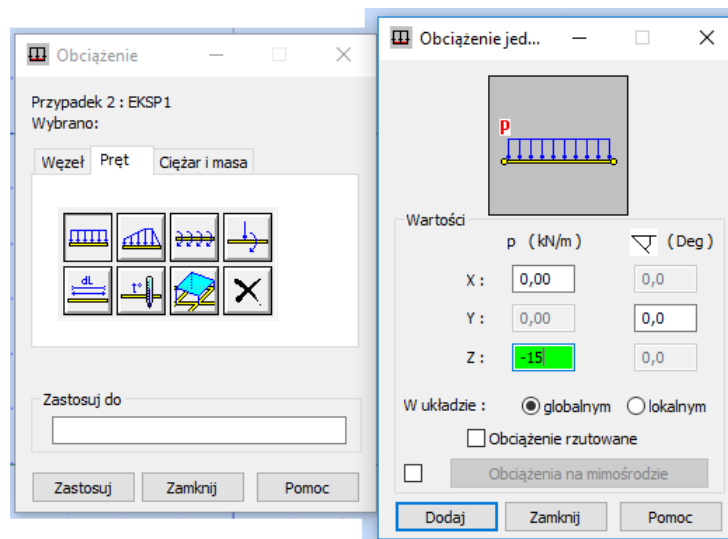 Obciążenie
Przypadek 2 : EKSP1
Wybrano:
Węzeł Pręt Ciężar i masa
dL t°
Zastosuj do
Zastosuj Zamknij Pomoc
Obciążenie jed...
p
Wartości
p (kN/m) (Deg)
X : 0,00 0,0
Y : 0,00 0,0
Z : -15 0,0
W układzie : globalnym lokalnym
Obciążenie rzutowane
Obciążenia na mimośrodzie
Dodaj Zamknij Pomoc